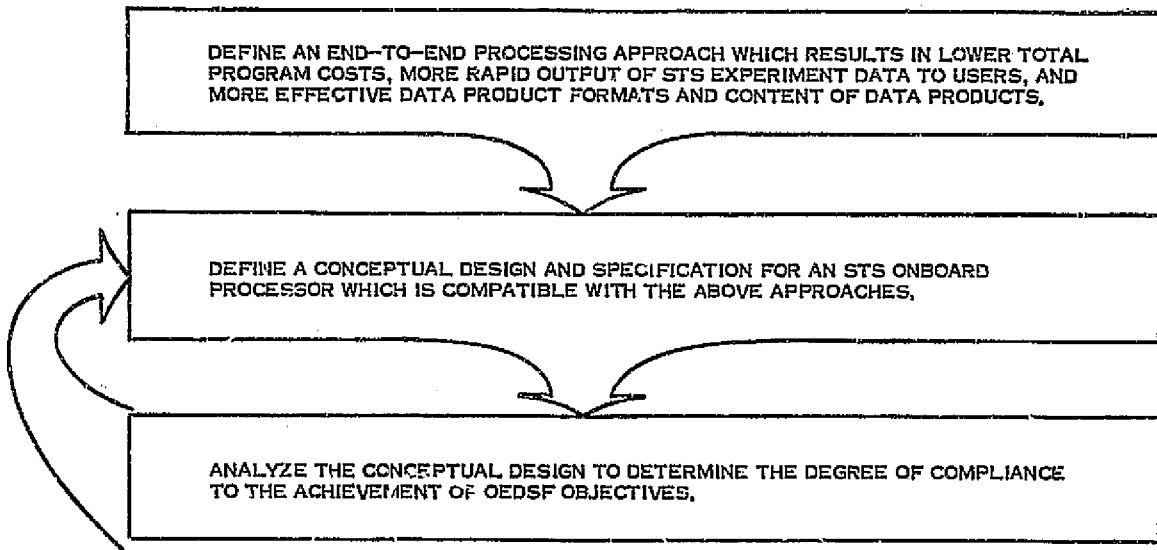 DEFINE AN END-TO-END PROCESSING APPROACH WHICH RESULTS IN LOWER TOTAL
PROGRAM COSTS, MORE RAPID OUTPUT OF STS EXPERIMENT DATA TO USERS, AND
MORE EFFECTIVE DATA PRODUCT FORMATS AND CONTENT OF DATA PRODUCTS.
DEFINE A CONCEPTUAL DESIGN AND SPECIFICATION FOR AN STS ONBOARD
PROCESSOR WHICH IS COMPATIBLE WITH THE ABOVE APPROACHES.
ANALYZE THE CONCEPTUAL DESIGN TO DETERMINE THE DEGREE OF COMPLIANCE
TO THE ACHIEVEMENT OF OEDSF OBJECTIVES.